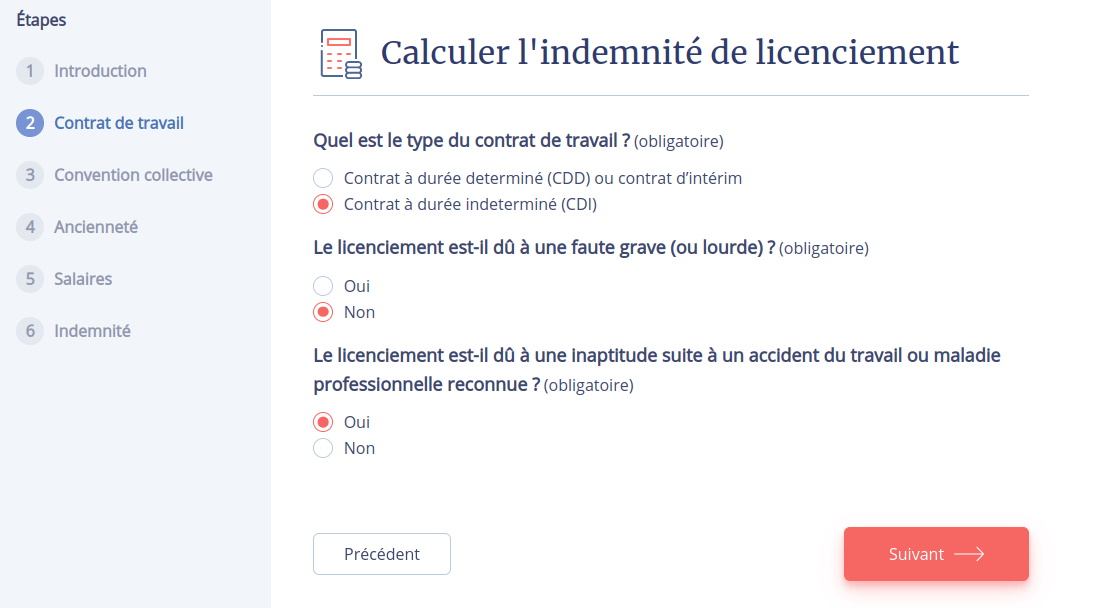 Étapes
1 Introduction
2 Contrat de travail
3 Convention collective
4 Ancienneté
5 Salaires
6 Indemnité
Calculer l'indemnité de licenciement
Quel est le type du contrat de travail ? (obligatoire)
Contrat à durée determiné (CDD) ou contrat d’intérim
Contrat à durée indeterminé (CDI)
Le licenciement est-il dû à une faute grave (ou lourde) ? (obligatoire)
Oui
Non
Le licenciement est-il dû à une inaptitude suite à un accident du travail ou maladie
professionnelle reconnue ? (obligatoire)
Oui
Non
Précédent
Suivant